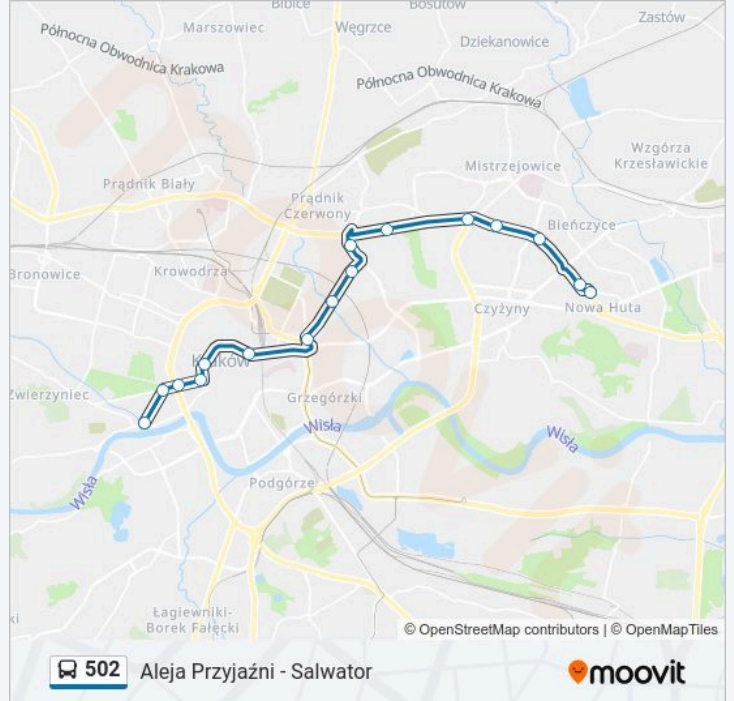 Bibice
Bosutów
Marszowiec
Węgrzce
Zastów
Dziekanowice
Północna Obwodnica Krakowa
Północna Obwodnica Krakowa
Wzgórza
Krzesławickie
Mistrzejowice
Prądnik Biały
Prądnik
Czerwony
Bieńczyce
Bronowice
Krowodrza
Czyżyny
Nowa Huta
Kraków
Zwierzyniec
Grzegórzki
Wisła
Wisła
Podgórze
Wisła
Łagiewniki-
Borek Fałęcki
ki
© OpenStreetMap contributors | © OpenMapTiles
502 Aleja Przyjaźni - Salwator
moovit